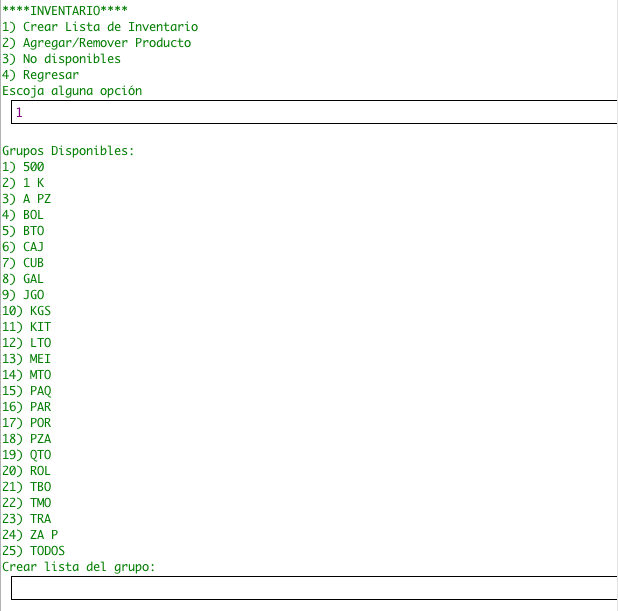 ****INVENTARIO****
1) Crear Lista de Inventario
2) Agregar/Remover Producto
3) No disponibles
4) Regresar
Escoja alguna opción
1
Grupos Disponibles:
1) 500
2) 1 K
3) A PZ
4) BOL
5) BTO
6) CAJ
7) CUB
8) GAL
9) JGO
10) KGS
11) KIT
12) LTO
13) MEI
14) MTO
15) PAQ
16) PAR
17) POR
18) PZA
19) QTO
20) ROL
21) TBO
22) TMO
23) TRA
24) ZA P
25) TODOS
Crear lista del grupo: